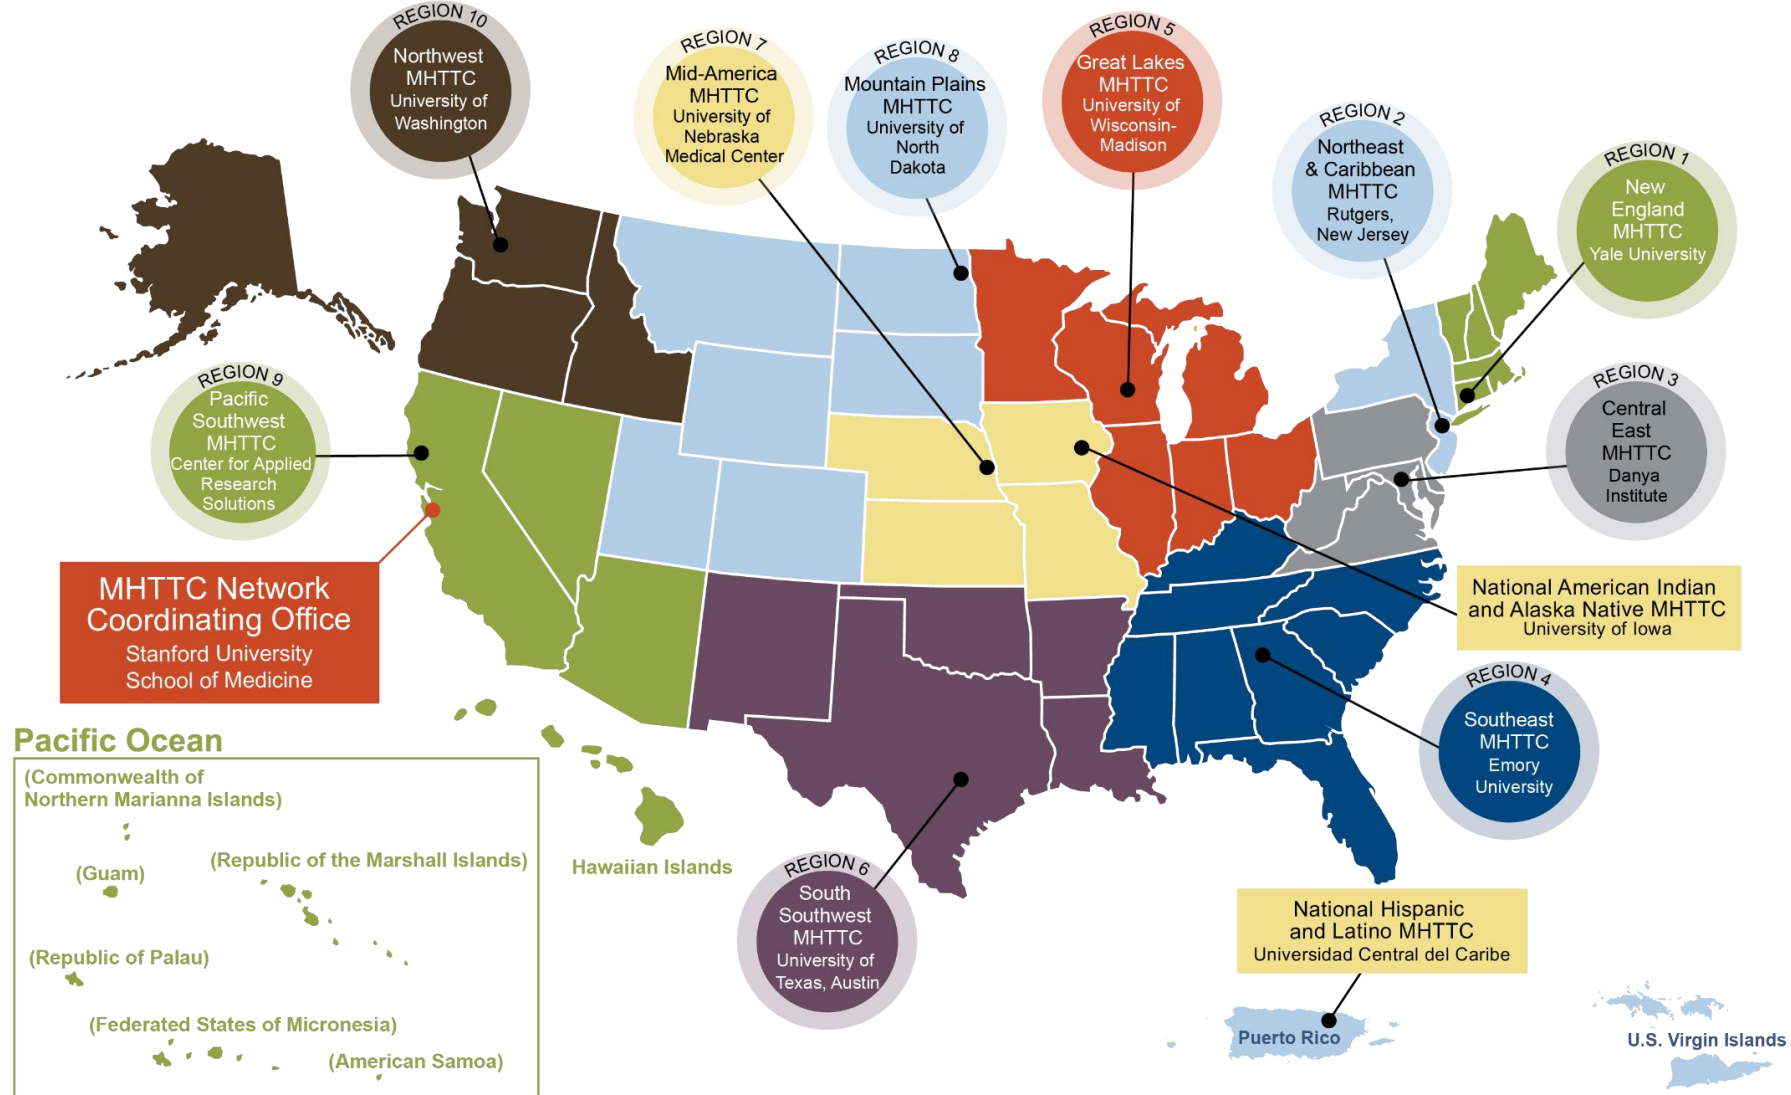 REGION 10
Northwest
MHTTC
University of
Washington
REGION 7
Mid-America
MHTTC
University of
Nebraska
Medical Center
REGION 8
Mountain Plains
MHTTC
University of
North
Dakota
REGION 5
Great Lakes
MHTTC
University of
Wisconsin-
Madison
REGION 2
Northeast
& Caribbean
MHTTC
Rutgers,
New Jersey
REGION 1
New
England
MHTTC
Yale University
REGION 9
Pacific
Southwest
MHTTC
Center for Applied
Research
Solutions
REGION 3
Central
East
MHTTC
Danya
Institute
MHTTC Network
Coordinating Office
Stanford University
School of Medicine
National American Indian
and Alaska Native MHTTC
University of Iowa
REGION 4
Southeast
MHTTC
Emory
University
Pacific Ocean
(Commonwealth of
Northern Marianna Islands)
(Guam)
(Republic of the Marshall Islands)
(Republic of Palau)
(Federated States of Micronesia)
(American Samoa)
Hawaiian Islands
REGION 6
South
Southwest
MHTTC
University of
Texas, Austin
National Hispanic
and Latino MHTTC
Universidad Central del Caribe
Puerto Rico
U.S. Virgin Islands